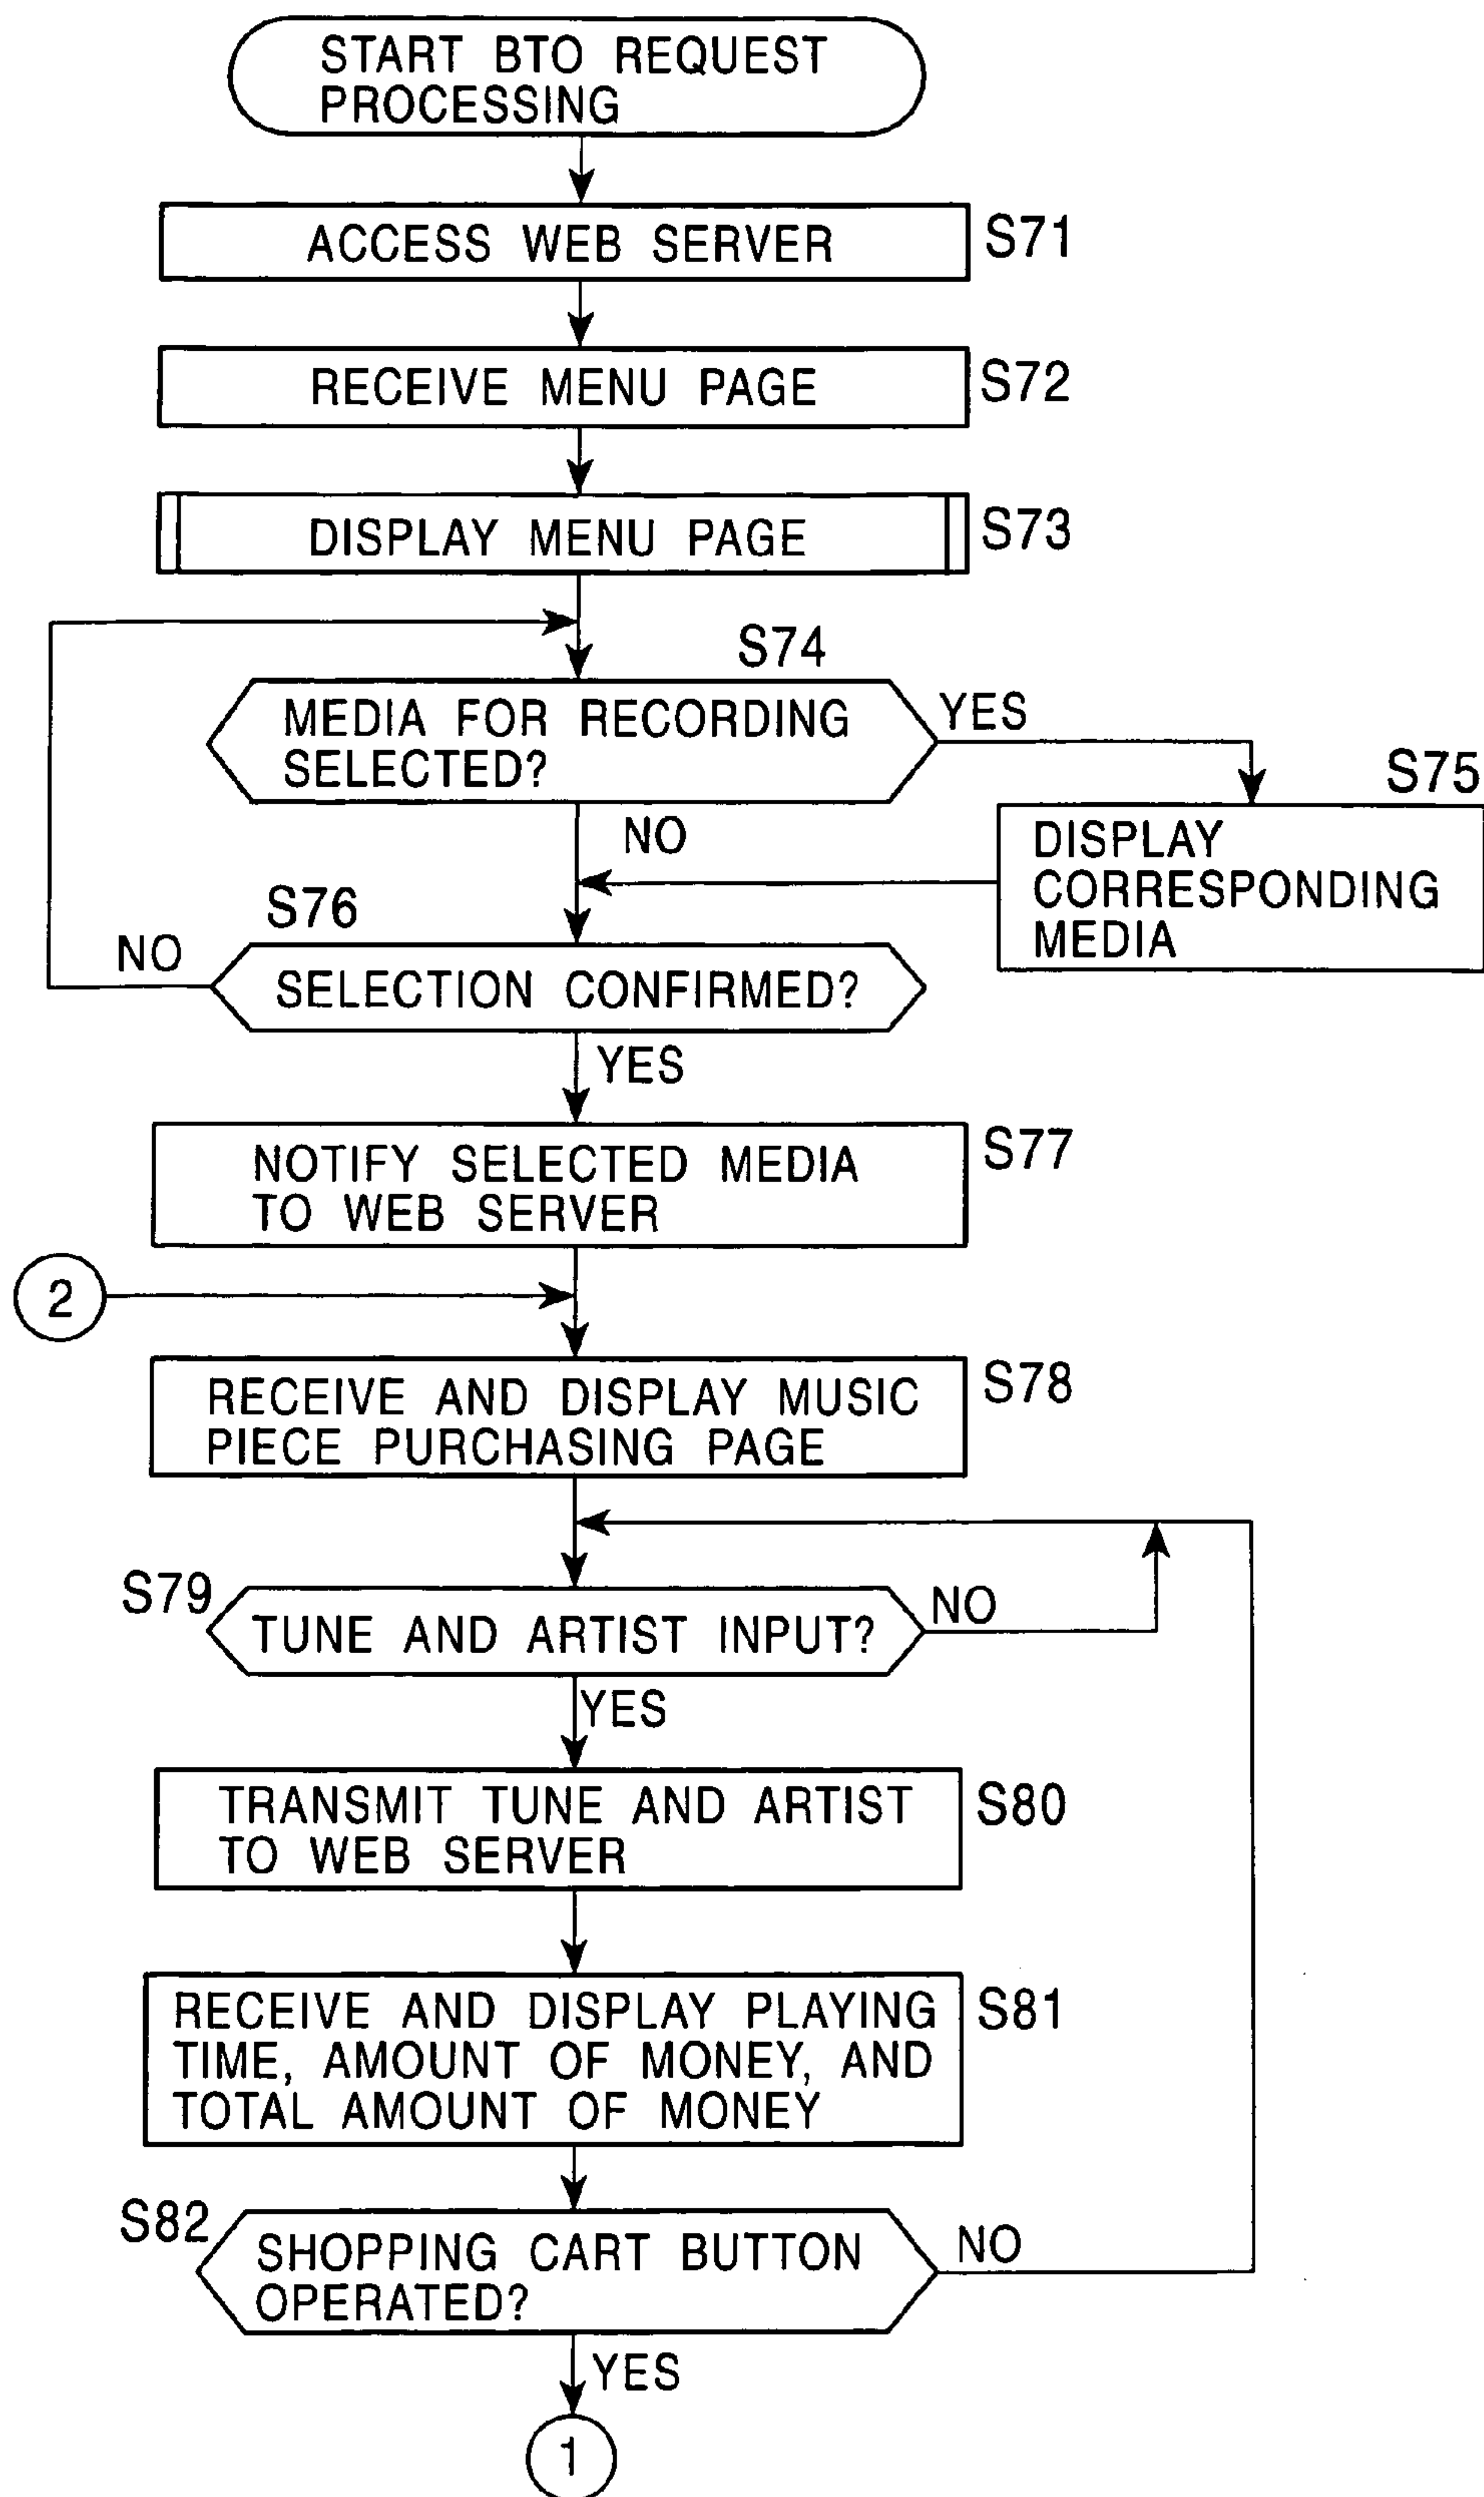 START BTO REQUEST
PROCESSING
ACCESS WEB SERVER
S71
RECEIVE MENU PAGE
S72
DISPLAY MENU PAGE
S73
S74
MEDIA FOR RECORDING
SELECTED?
YES
S75
DISPLAY
CORRESPONDING
MEDIA
NO
S76
NO
SELECTION CONFIRMED?
YES
NOTIFY SELECTED MEDIA
TO WEB SERVER
S77
2
RECEIVE AND DISPLAY MUSIC
PIECE PURCHASING PAGE
S78
S79
TUNE AND ARTIST INPUT?
NO
YES
TRANSMIT TUNE AND ARTIST
TO WEB SERVER
S80
RECEIVE AND DISPLAY PLAYING
TIME, AMOUNT OF MONEY, AND
TOTAL AMOUNT OF MONEY
S81
S82
SHOPPING CART BUTTON
OPERATED?
NO
YES
1